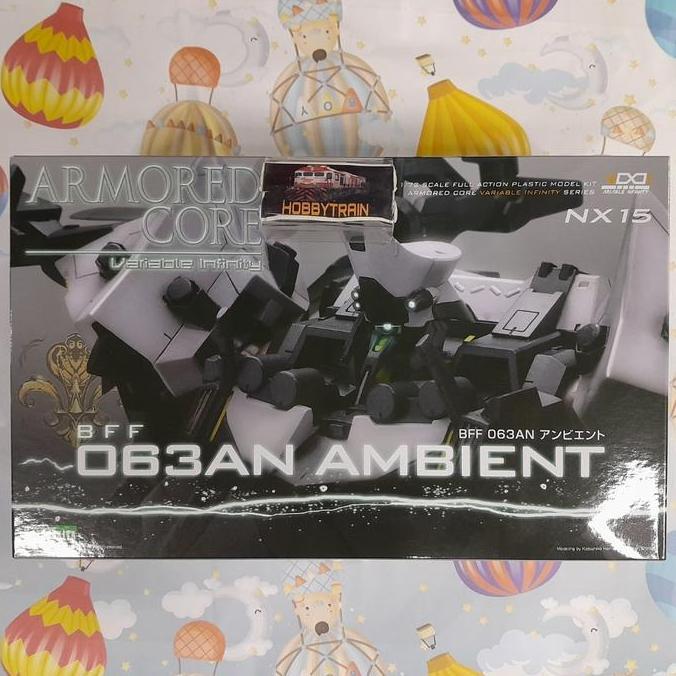 ARMORED
CORE
Variable Infinity
HOBBYTRAIN
1/72 SCALE FULL ACTION PLASTIC MODEL KIT
ARMORED CORE VARIABLE INFINITY SERIES
NX15
BFF
BFF 063AN アンビエント
063AN AMBIENT